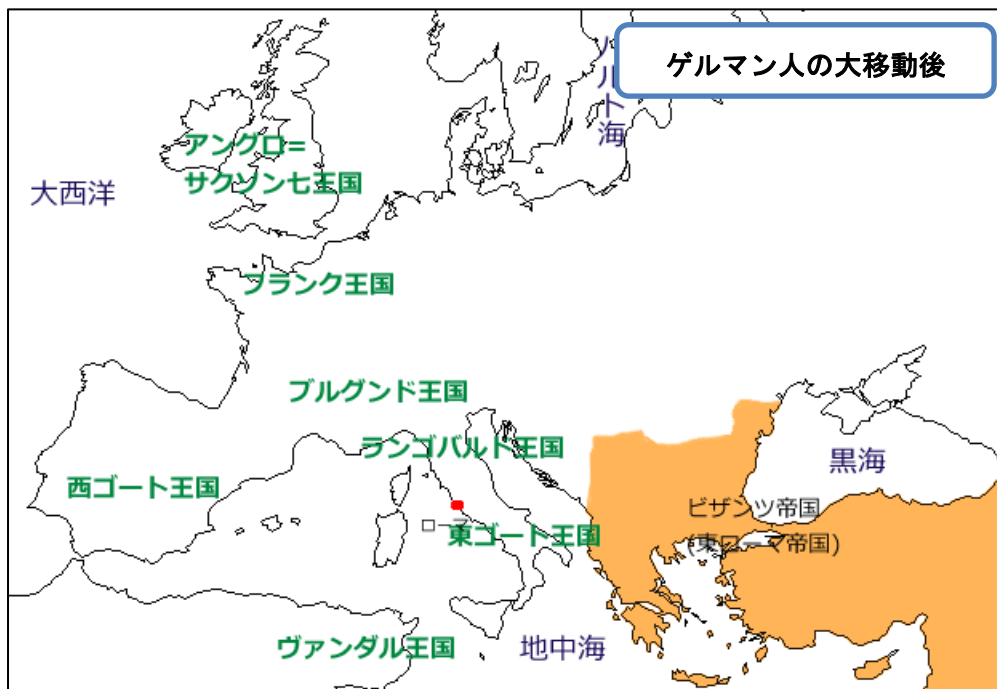 ゲルマン人の大移動後
バルト海
アングロ=
サクソン七王国
大西洋
フランク王国
ブルグンド王国
ランゴバルド王国
黒海
西ゴート王国
ビザンツ帝国
(東ローマ帝国)
ローマ
東ゴート王国
ヴァンダル王国
地中海